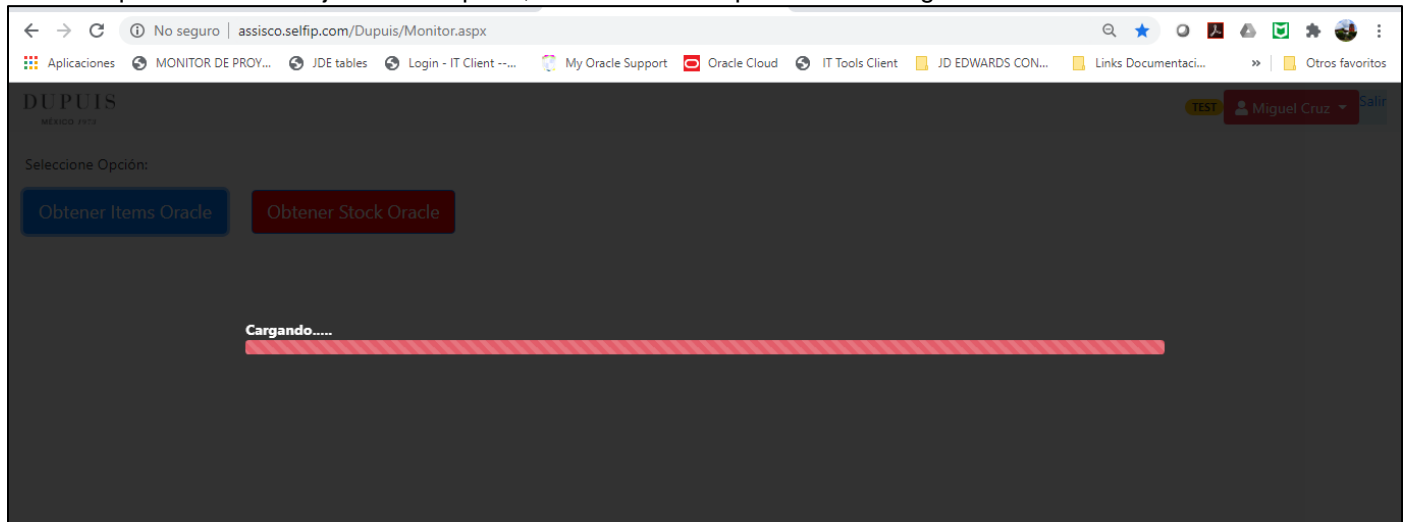 No seguro | assisco.selfip.com/Dupuis/Monitor.aspx
Aplicaciones MONITOR DE PROY... JDE tables Login - IT Client --... My Oracle Support Oracle Cloud IT Tools Client JD EDWARDS CON... Links Documentaci... » Otros favoritos
DUPUIS
TEST Miguel Cruz Salir
MÉXICO
Seleccione Opción:
Obtener Items Oracle Obtener Stock Oracle
Cargando.....